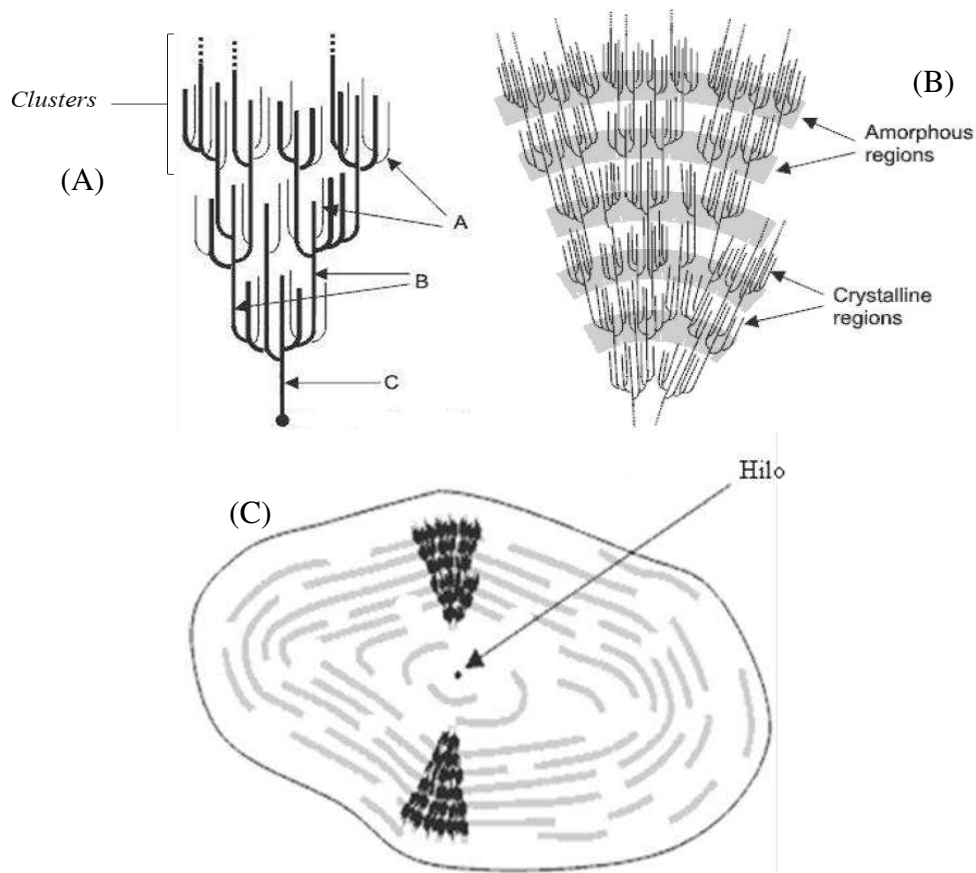 Clusters
(A)
A
B
C
(B)
Amorphous
regions
Crystalline
regions
(C)
Hilo